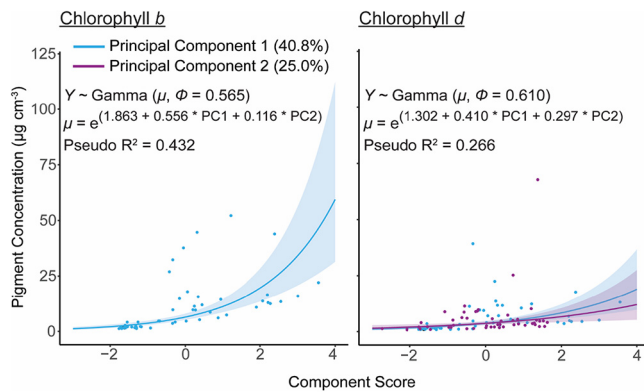 Chlorophyll b
Chlorophyll d
Principal Component 1 (40.8%)
Principal Component 2 (25.0%)
Y ~ Gamma (μ, Φ = 0.565)
μ = e(1.863 + 0.556 * PC1 + 0.116 * PC2)
Pseudo R² = 0.432
Y ~ Gamma (μ, Φ = 0.610)
μ = e(1.302 + 0.410 * PC1 + 0.297 * PC2)
Pseudo R² = 0.266
Pigment Concentration (μg cm⁻³)
125
100
75
50
25
0
−2 0 2 4
−2 0 2 4
Component Score